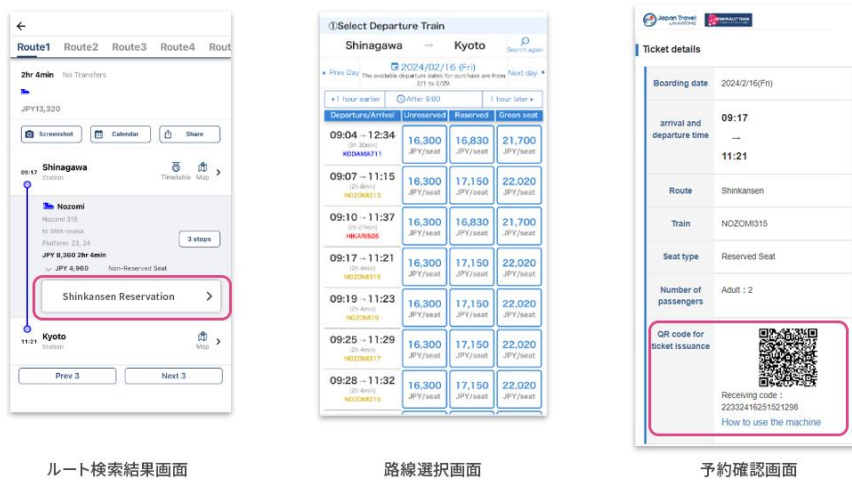 Route1 Route2 Route3 Route4 Rout
2hr 4min No Transfers
JPY13,320
Screenshot Calendar Share
09:17 Shinagawa
Station
Timetable Map
Nozomi
Nozomi 315
to Shin-osaka
Platform: 23, 24
3 stops
JPY 8,360 2hr 4min
JPY 4,960 Non-Reserved Seat
Shinkansen Reservation
11:21 Kyoto
Station
Map
Prev 3 Next 3
ルート検索結果画面
①Select Departure Train
Shinagawa → Kyoto
Search again
Prev Day
2024/02/16 (Fri)
The available departure dates for purchase are from
2/1 to 2/29.
Next day
1 hour earlier After 9:00 1 hour later
Departure/Arrival Unreserved Reserved Green seat
09:04→12:34 16,300 16,830 21,700
(3h 30min) JPY/seat JPY/seat JPY/seat
KODAMA711
09:07→11:15 16,300 17,150 22,020
(2h 8min) JPY/seat JPY/seat JPY/seat
NOZOMI213
09:10→11:37 16,300 16,830 21,700
(2h 27min) JPY/seat JPY/seat JPY/seat
HIKARI505
09:17→11:21 16,300 17,150 22,020
(2h 4min) JPY/seat JPY/seat JPY/seat
NOZOMI315
09:19→11:23 16,300 17,150 22,020
(2h 4min) JPY/seat JPY/seat JPY/seat
NOZOMI19
09:25→11:29 16,300 17,150 22,020
(2h 4min) JPY/seat JPY/seat JPY/seat
NOZOMI317
09:28→11:32 16,300 17,150 22,020
(2h 4min) JPY/seat JPY/seat JPY/seat
NOZOMI215
路線選択画面
Japan Travel
by NAVITIME
Ticket details
Boarding date 2024/2/16(Fri)
arrival and
departure time
09:17
→
11:21
Route Shinkansen
Train NOZOMI315
Seat type Reserved Seat
Number of
passengers
Adult : 2
QR code for
ticket issuance
Receiving code :
22332416251521298
How to use the machine
予約確認画面